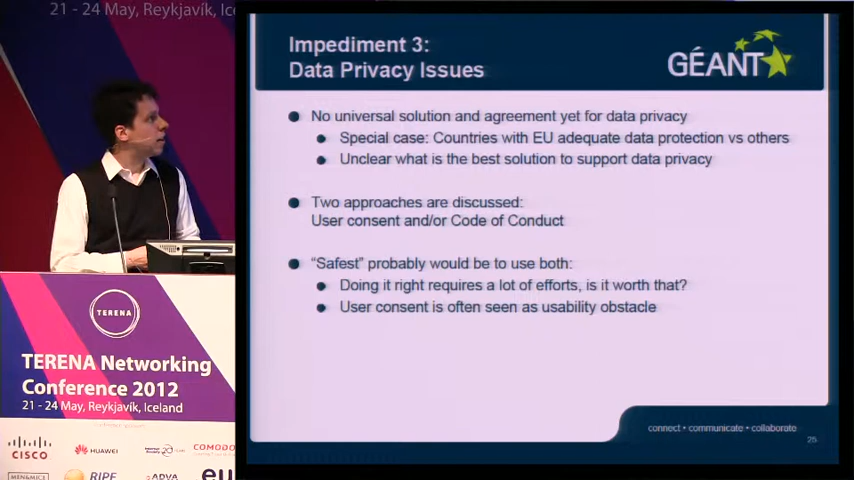 21 - 24 May, Reykjavík, Ice
Impediment 3:
Data Privacy Issues
GÉANT
No universal solution and agreement yet for data privacy
Special case: Countries with EU adequate data protection vs others
Unclear what is the best solution to support data privacy
Two approaches are discussed:
User consent and/or Code of Conduct
“Safest” probably would be to use both:
Doing it right requires a lot of efforts, is it worth that?
User consent is often seen as usability obstacle
connect • communicate • collaborate
25
TERENA
TERENA Networking
Conference 2012
21 - 24 May, Reykjavik, Iceland
CISCO
HUAWEI
COMODO
MEN&MICE
RIPE
ADVA
eu